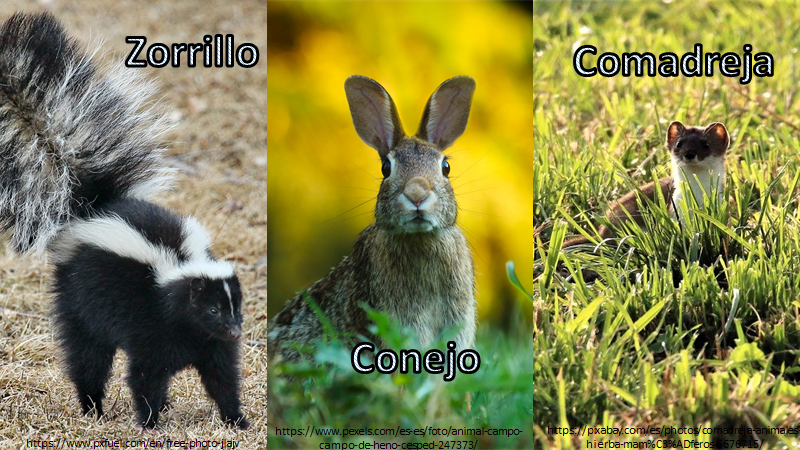 Zorrillo
https://www.pxfuel.com/en/free-photo-jlajv
Conejo
https://www.pexels.com/es-es/foto/animal-campo-
campo-de-heno-cesped-247373/
Comadreja
https://pixabay.com/es/photos/comadreja-animales